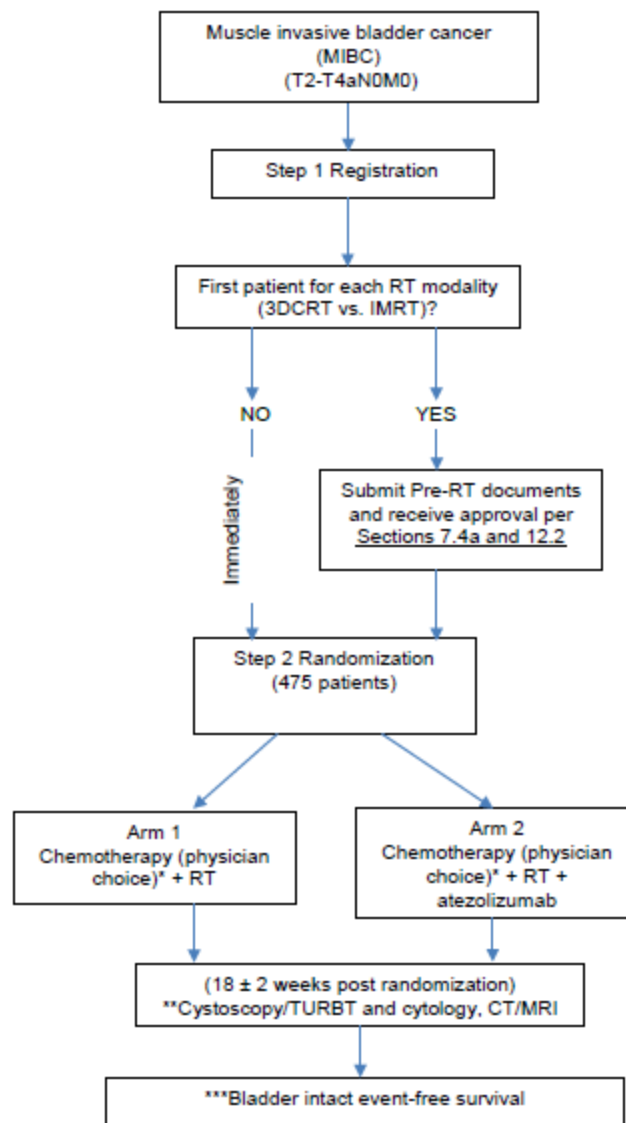 Muscle invasive bladder cancer
(MIBC)
(T2-T4aN0M0)
Step 1 Registration
First patient for each RT modality
(3DCRT vs. IMRT)?
NO
YES
Immediately
Submit Pre-RT documents
and receive approval per
Sections 7.4a and 12.2
Step 2 Randomization
(475 patients)
Arm 1
Chemotherapy (physician
choice)* + RT
Arm 2
Chemotherapy (physician
choice)* + RT +
atezolizumab
(18 ± 2 weeks post randomization)
**Cystoscopy/TURBT and cytology, CT/MRI
***Bladder intact event-free survival